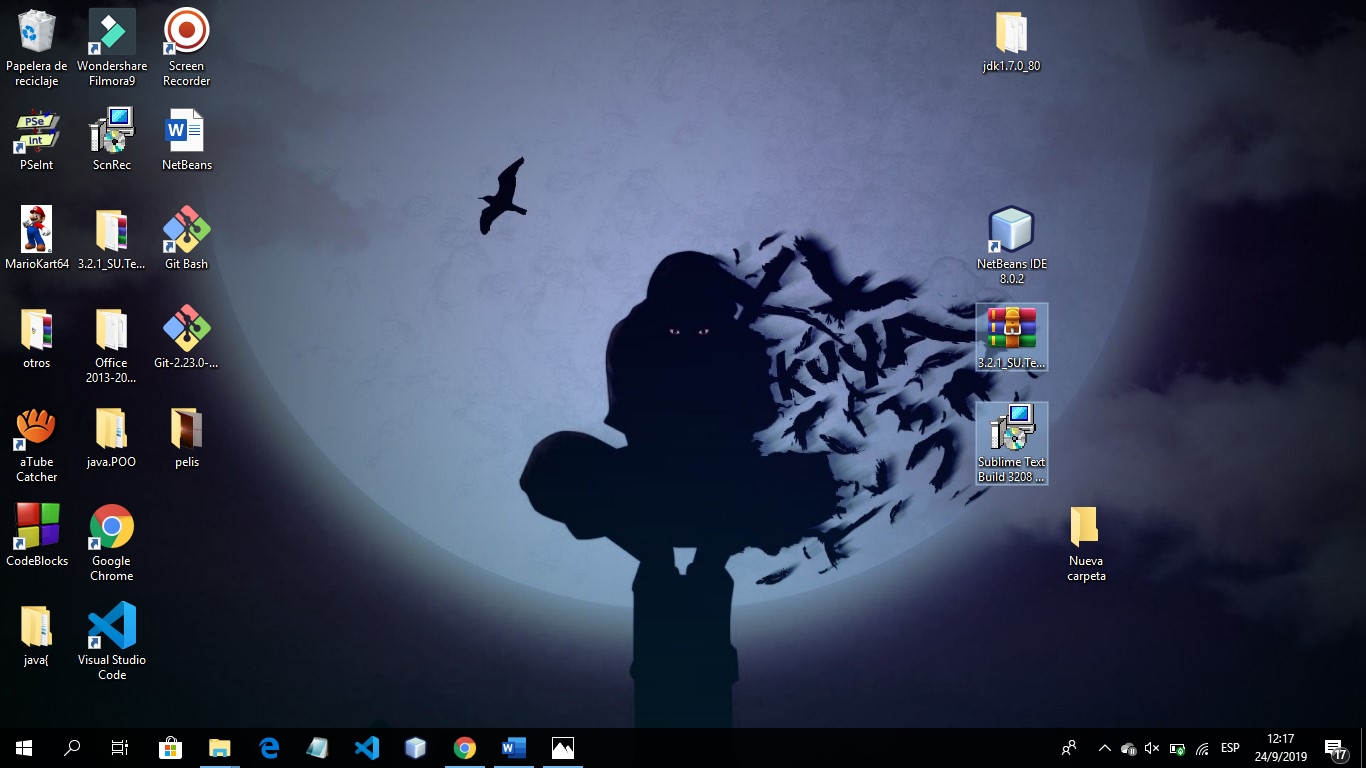 Papelera de
reciclaje
Wondershare
Filmora9
Screen
Recorder
PSe
Int
PSeInt
ScnRec
W
NetBeans
MarioKart64
3.2.1_SU.Te...
Git Bash
otros
Office
2013-20...
Git-2.23.0-...
aTube
Catcher
java.POO
pelis
CodeBlocks
Google
Chrome
java{
Visual Studio
Code
jdk1.7.0_80
NetBeans IDE
8.0.2
3.2.1_SU.Te...
Sublime Text
Build 3208 ...
Nueva
carpeta
W
ESP
12:17
24/9/2019
17